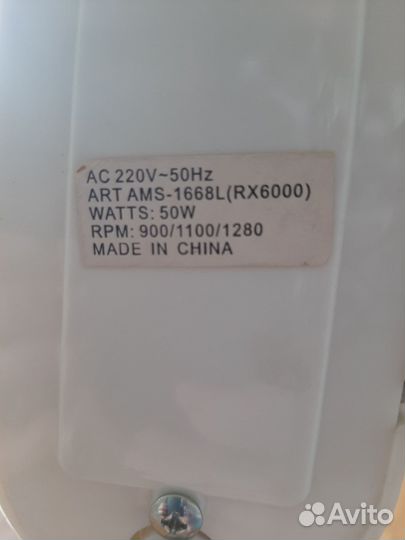 AC 220V~50Hz
ART AMS-1668L(RX6000)
WATTS: 50W
RPM: 900/1100/1280
MADE IN CHINA
Avito